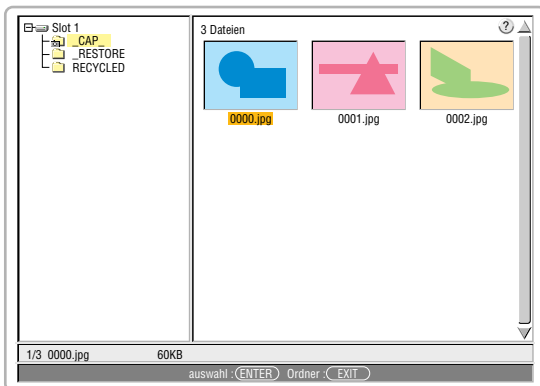 Slot 1
_CAP_
_RESTORE
RECYCLED
3 Dateien
?
0000.jpg 0001.jpg 0002.jpg
1/3 0000.jpg 60KB
auswahl :ENTER Ordner :EXIT